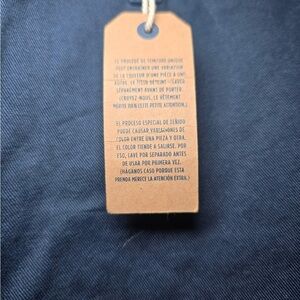 LE PROCÉDÉ DE TEINTURE UNIQUE
PEUT ENTRAÎNER UNE VARIATION
DE LA COULEUR D'UNE PIÈCE À UNE
AUTRE. LE TISSU DÉTEINT – LAVER
SÉPARÉMENT AVANT DE PORTER.
(CROYEZ-NOUS, LE VÊTEMENT
MÉRITE BIEN CETTE PETITE ATTENTION.)
EL PROCESO ESPECIAL DE TEÑIDO
PUEDE CAUSAR VARIACIONES DE
COLOR ENTRE UNA PIEZA Y OTRA.
EL COLOR TIENDE A SALIRSE. POR
ESO, LAVE POR SEPARADO ANTES
DE USAR POR PRIMERA VEZ.
(HÁGANOS CASO PORQUE ESTA
PRENDA MERECE LA ATENCIÓN EXTRA.)